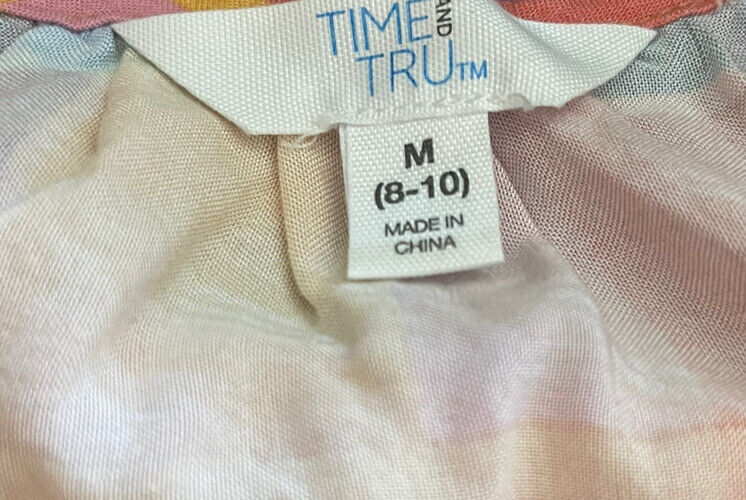 TIME AND
TRU™
M
(8-10)
MADE IN
CHINA